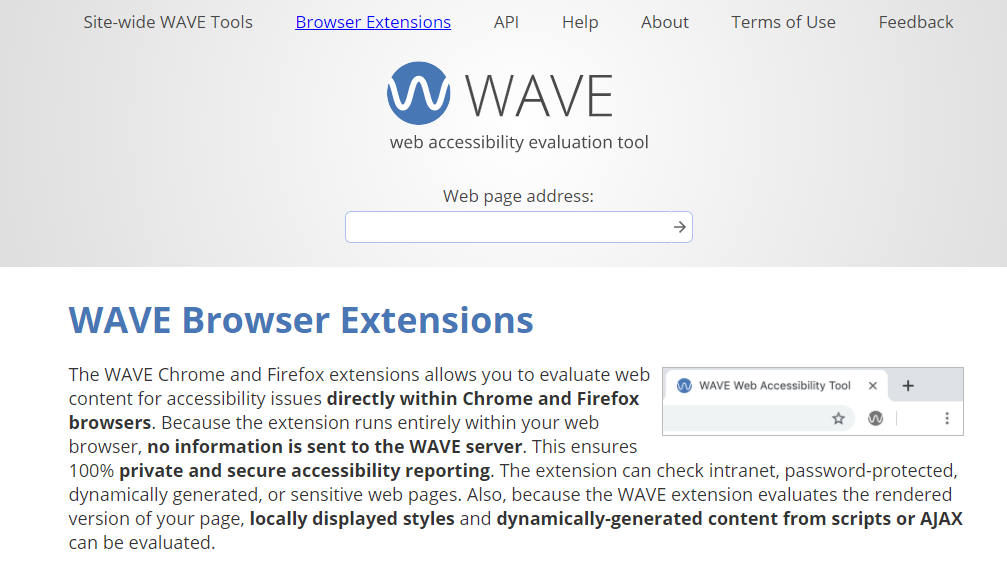 Site-wide WAVE Tools Browser Extensions API Help About Terms of Use Feedback
WAVE
web accessibility evaluation tool
Web page address:
WAVE Browser Extensions
The WAVE Chrome and Firefox extensions allows you to evaluate web
content for accessibility issues directly within Chrome and Firefox
browsers. Because the extension runs entirely within your web
browser, no information is sent to the WAVE server. This ensures
100% private and secure accessibility reporting. The extension can check intranet, password-protected,
dynamically generated, or sensitive web pages. Also, because the WAVE extension evaluates the rendered
version of your page, locally displayed styles and dynamically-generated content from scripts or AJAX
can be evaluated.
WAVE Web Accessibility Tool